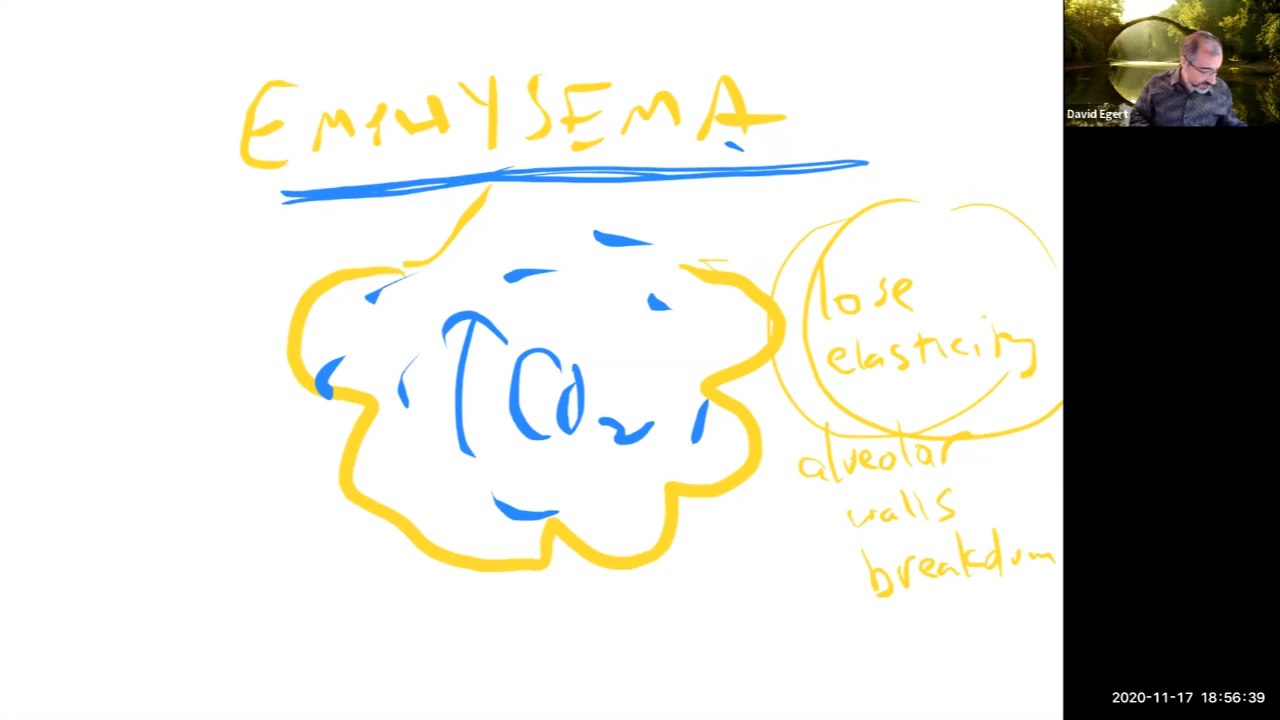 EMPHYSEMA
David Egert
lose
elasticity
↑CO2
alveolar
walls
breakdown
2020-11-17 18:56:39